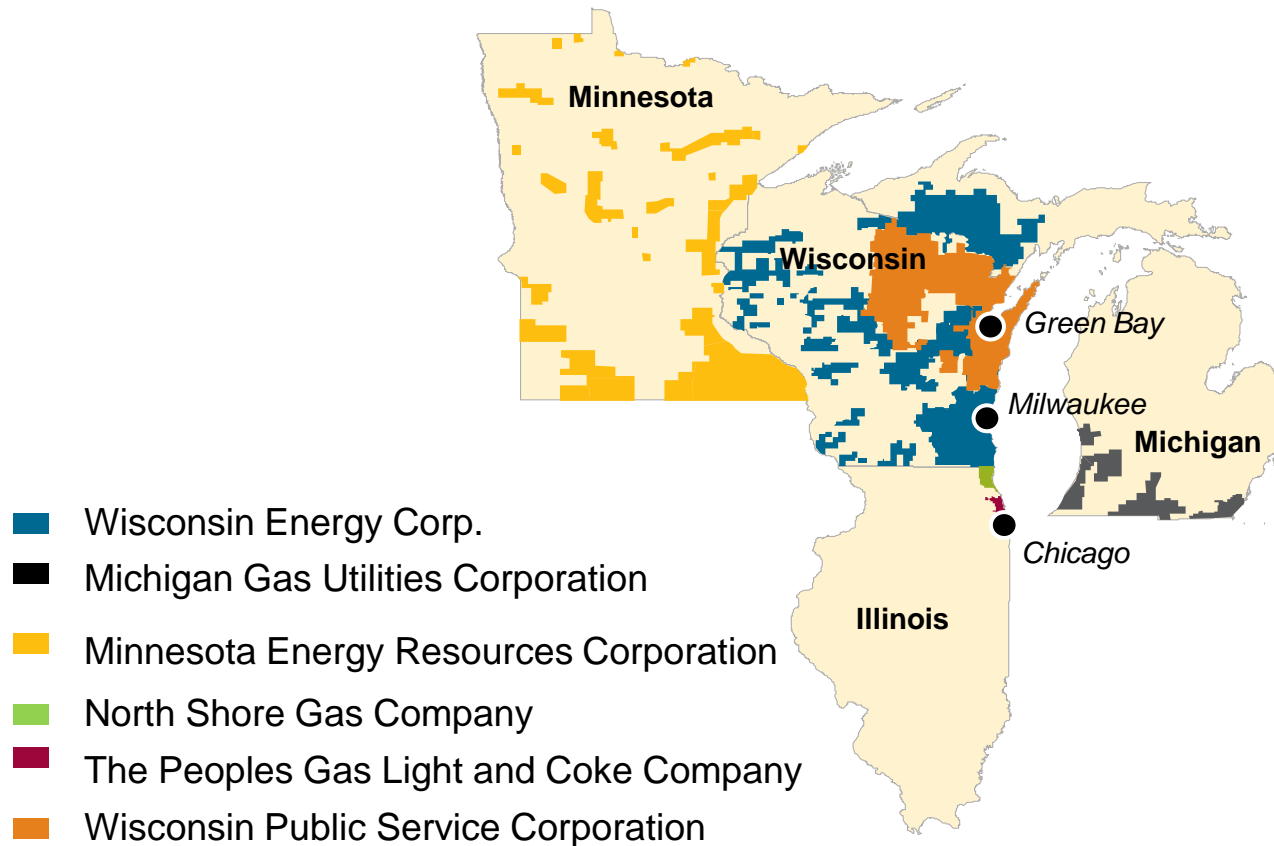 Minnesota
Wisconsin
Green Bay
Milwaukee
Michigan
Chicago
Illinois
Wisconsin Energy Corp.
Michigan Gas Utilities Corporation
Minnesota Energy Resources Corporation
North Shore Gas Company
The Peoples Gas Light and Coke Company
Wisconsin Public Service Corporation